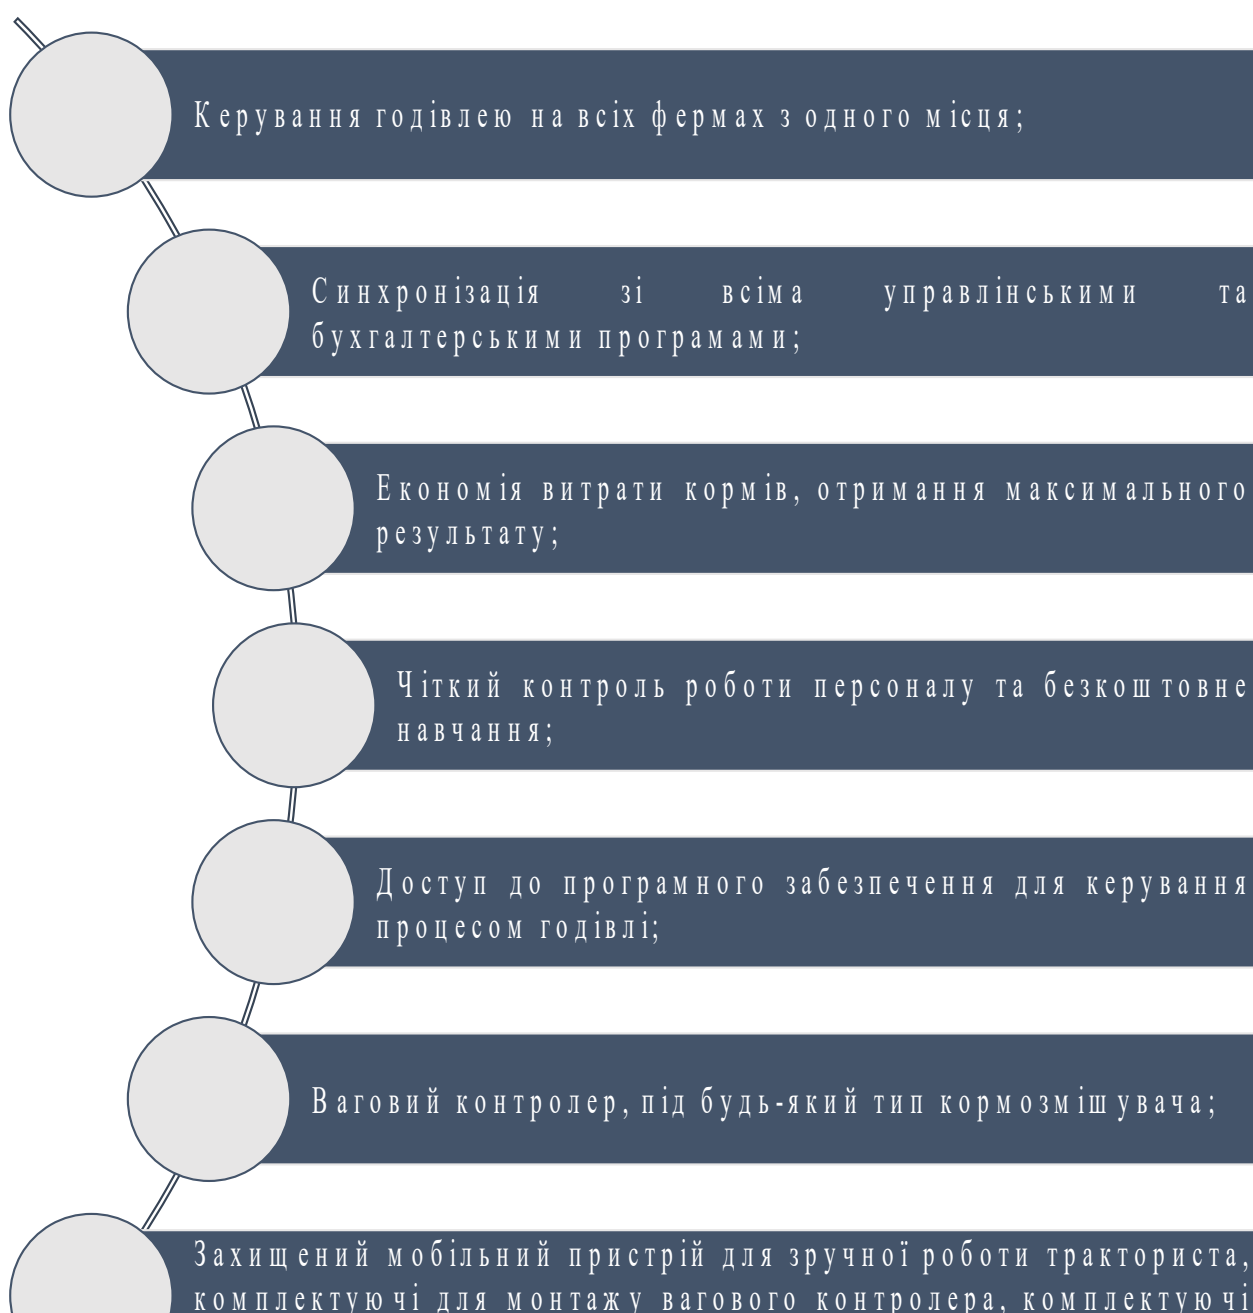 Керування годівлею на всіх фермах з одного місця;
Синхронізація зі всіма управлінськими та
бухгалтерськими програмами;
Економія витрати кормів, отримання максимального
результату;
Чіткий контроль роботи персоналу та безкоштовне
навчання;
Доступ до програмного забезпечення для керування
процесом годівлі;
Ваговий контролер, під будь-який тип кормозмішувача;
Захищений мобільний пристрій для зручної роботи тракториста,
комплектуючі для монтажу вагового контролера, комплектуючі